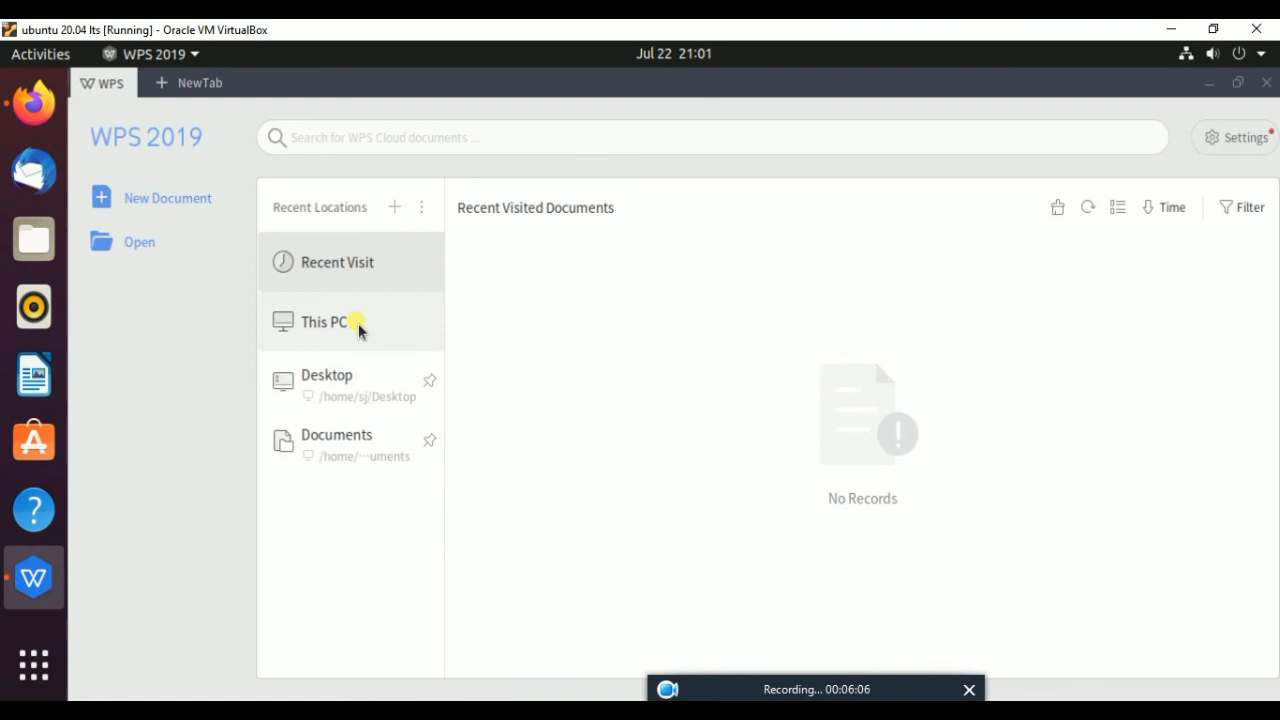 ubuntu 20.04 lts [Running] - Oracle VM VirtualBox
Activities
WPS 2019
Jul 22 21:01
WPS
+ NewTab
WPS 2019
Search for WPS Cloud documents ...
Settings
New Document
Open
Recent Locations
Recent Visited Documents
Time
Filter
Recent Visit
This PC
Desktop
/home/sj/Desktop
Documents
/home/···uments
No Records
Recording... 00:06:06